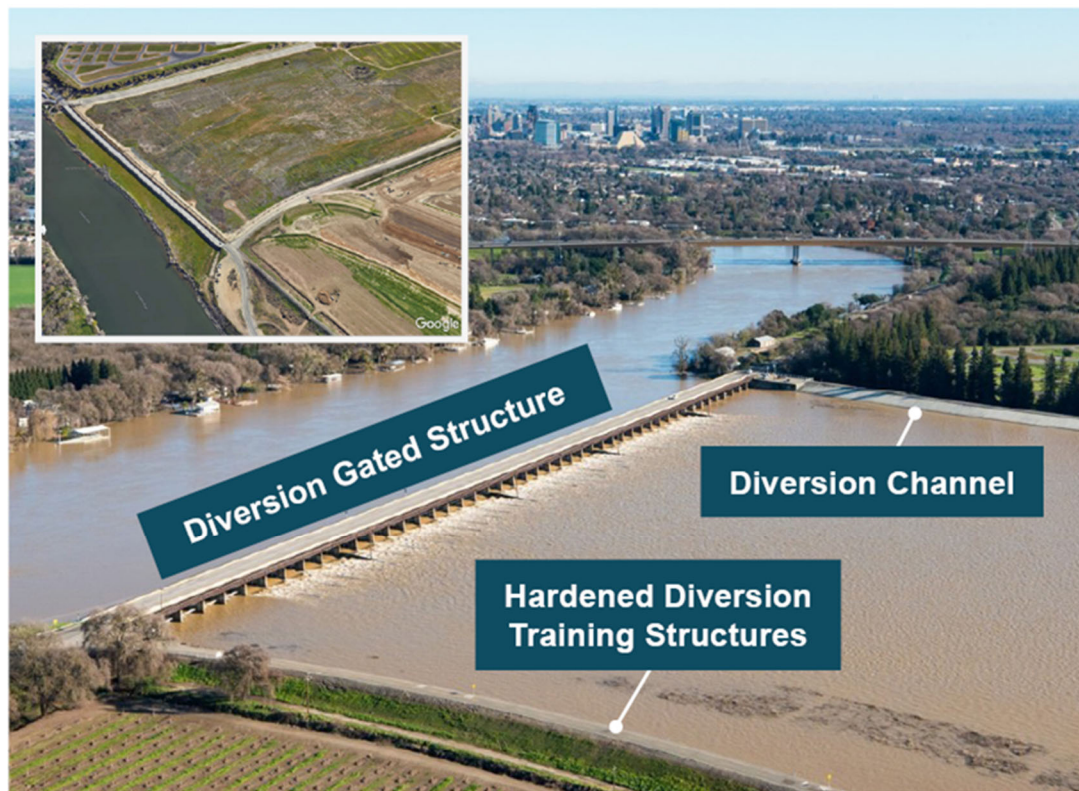 Google
Diversion Gated Structure
Diversion Channel
Hardened Diversion
Training Structures